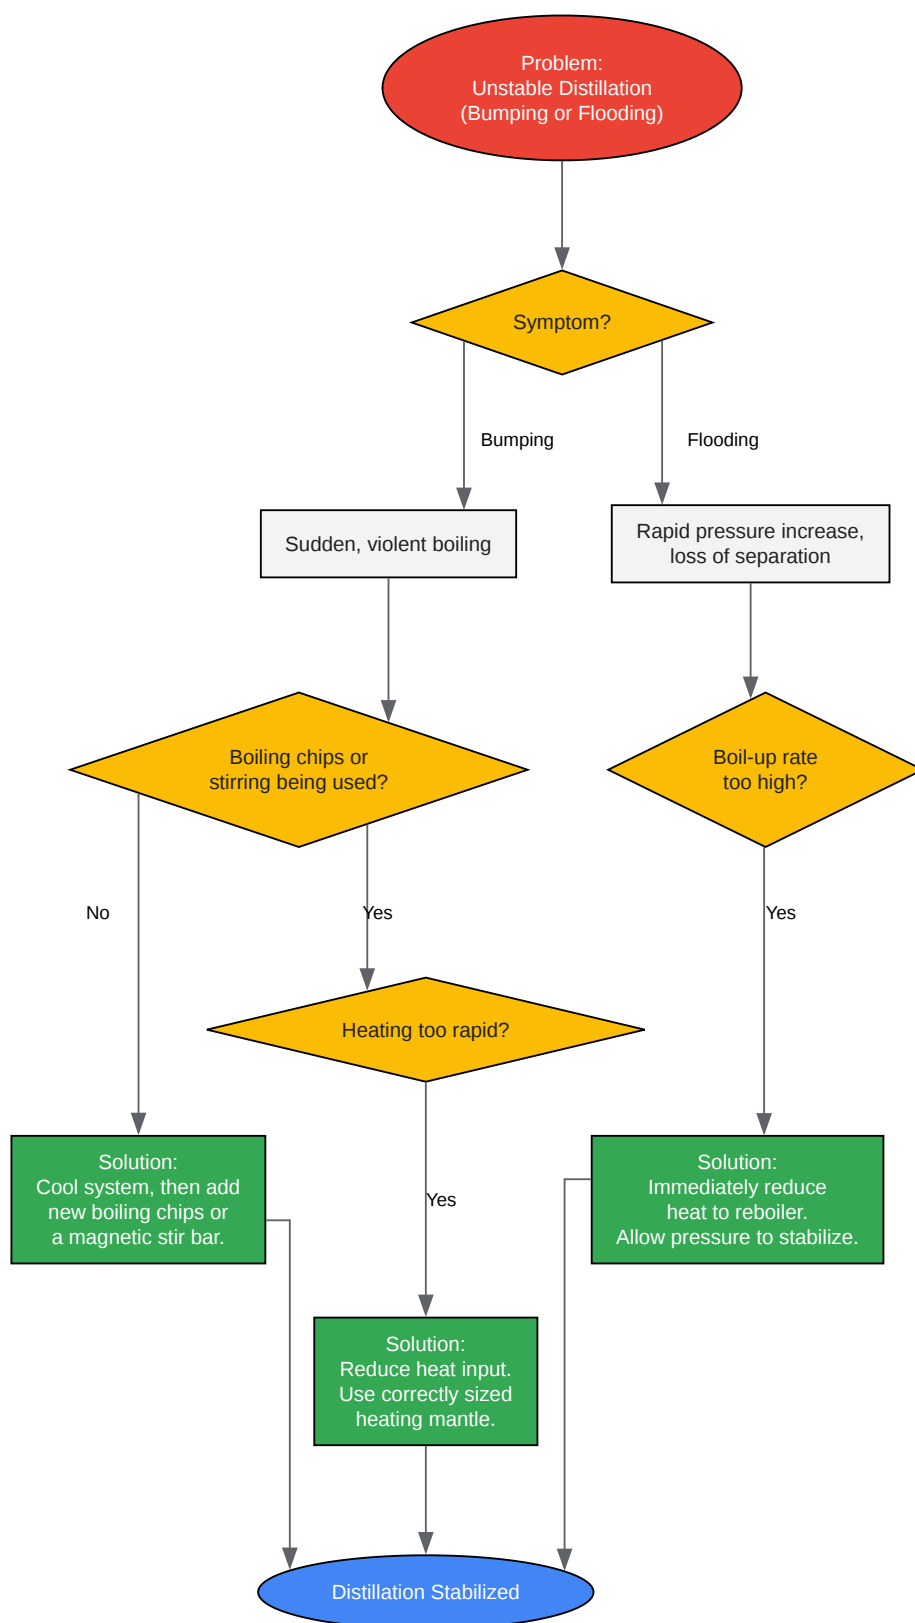 Problem:
Unstable Distillation
(Bumping or Flooding)
Symptom?
Bumping
Flooding
Sudden, violent boiling
Rapid pressure increase,
loss of separation
Boiling chips or
stirring being used?
Boil-up rate
too high?
No
Yes
Yes
Heating too rapid?
Solution:
Cool system, then add
new boiling chips or
a magnetic stir bar.
Yes
Solution:
Immediately reduce
heat to reboiler.
Allow pressure to stabilize.
Solution:
Reduce heat input.
Use correctly sized
heating mantle.
Distillation Stabilized